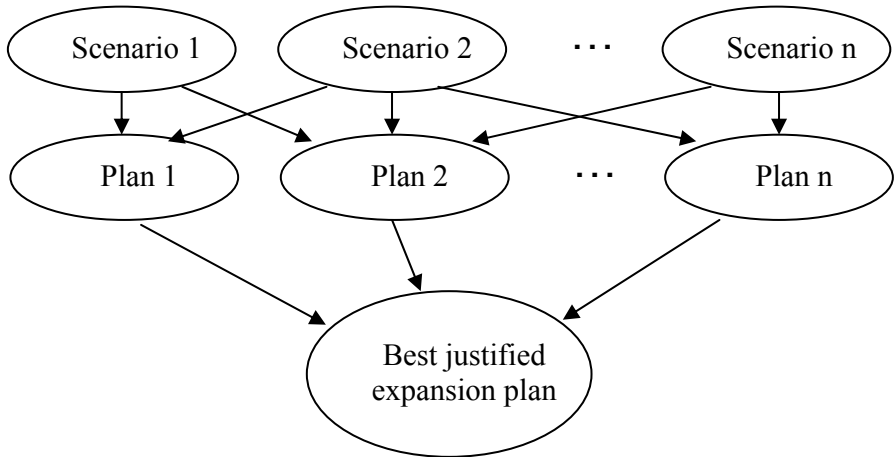 Scenario 1
Scenario 2
...
Scenario n
Plan 1
Plan 2
...
Plan n
Best justified
expansion plan